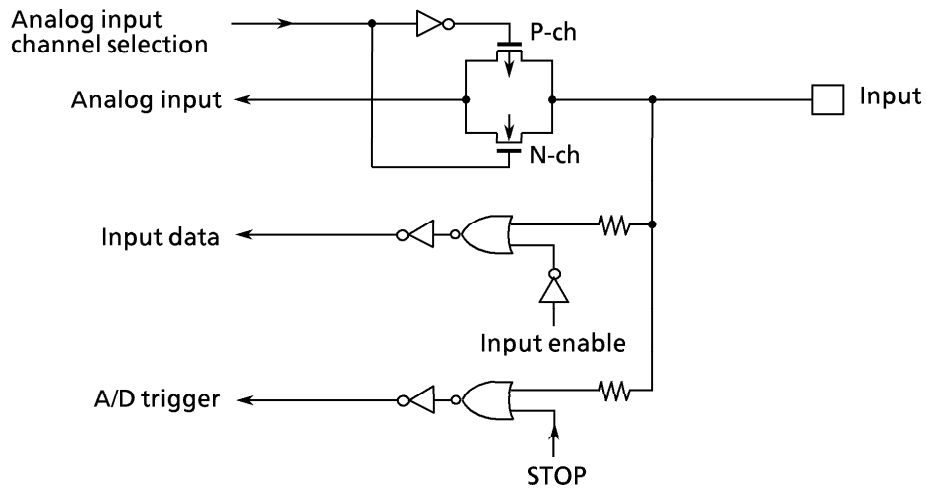 Analog input
channel selection
P-ch
Analog input
Input
N-ch
Input data
Input enable
A/D trigger
STOP